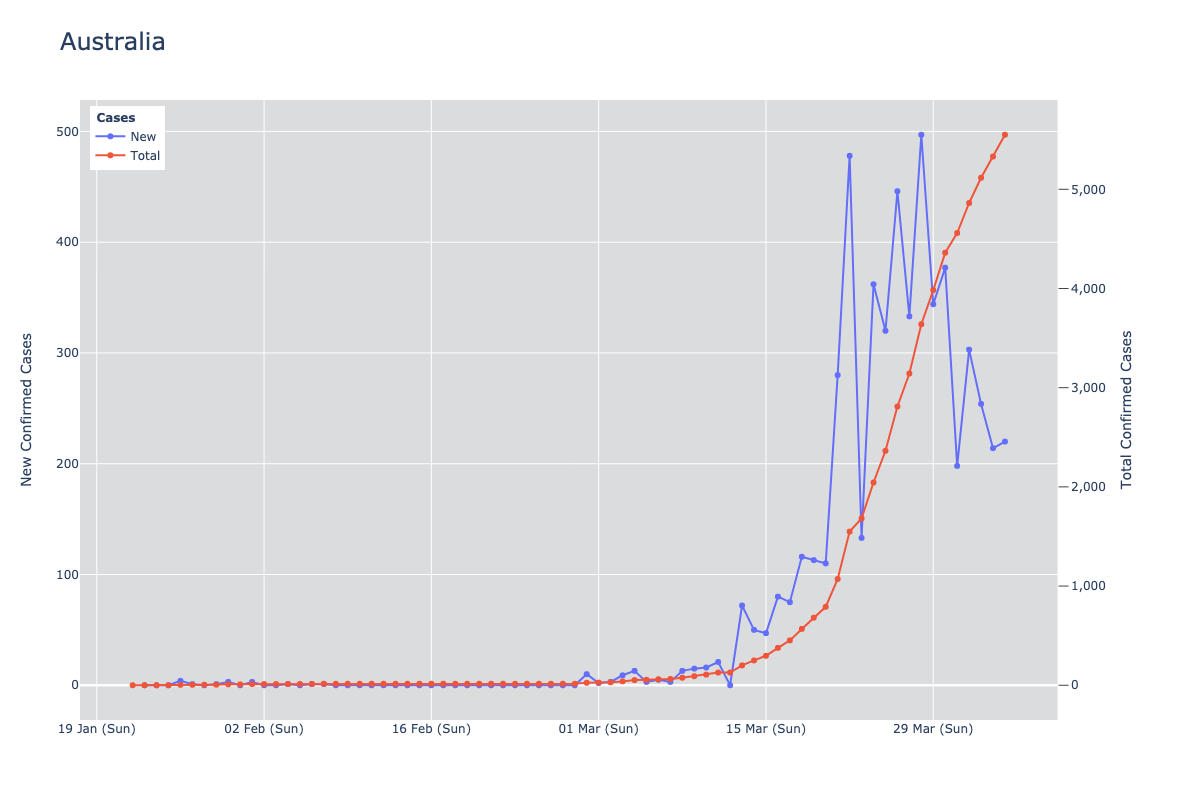 Australia
Cases
New
Total
500
400
300
200
100
0
New Confirmed Cases
5,000
4,000
3,000
2,000
1,000
0
Total Confirmed Cases
19 Jan (Sun)
02 Feb (Sun)
16 Feb (Sun)
01 Mar (Sun)
15 Mar (Sun)
29 Mar (Sun)